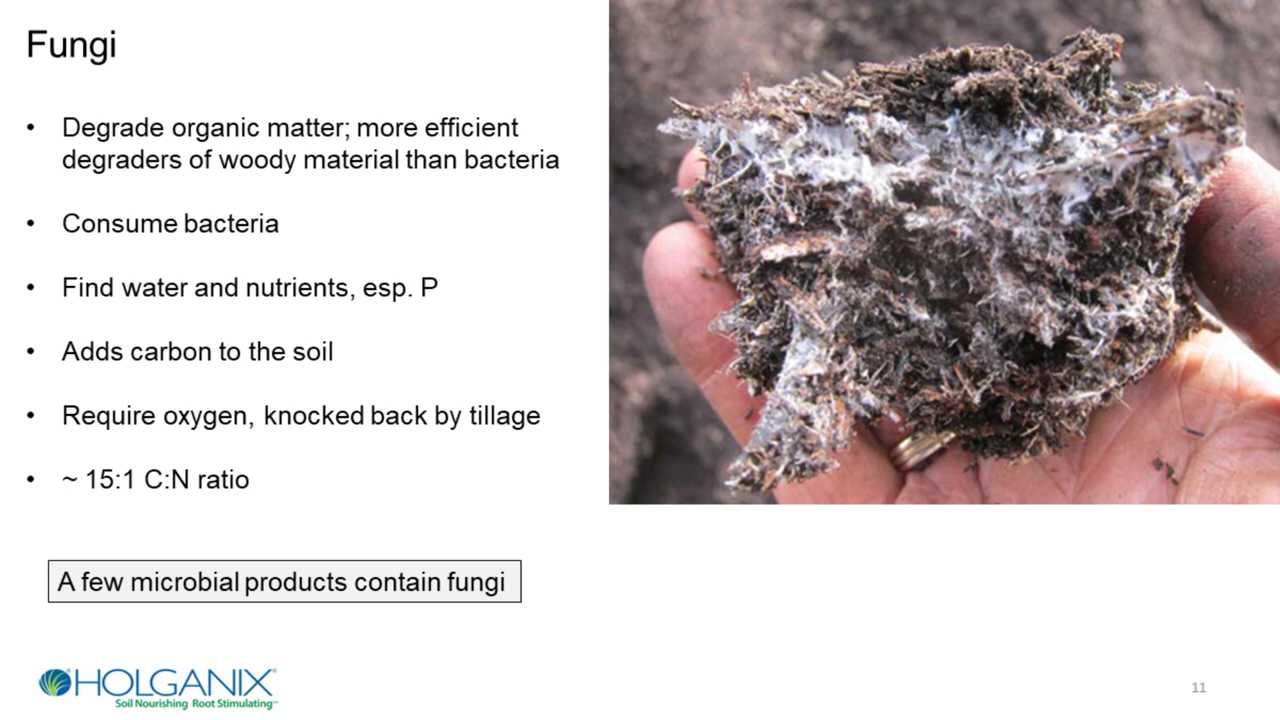 Fungi
• Degrade organic matter; more efficient
degraders of woody material than bacteria
• Consume bacteria
• Find water and nutrients, esp. P
• Adds carbon to the soil
• Require oxygen, knocked back by tillage
• ~ 15:1 C:N ratio
A few microbial products contain fungi
HOLGANIX
Soil Nourishing Root Stimulating
11